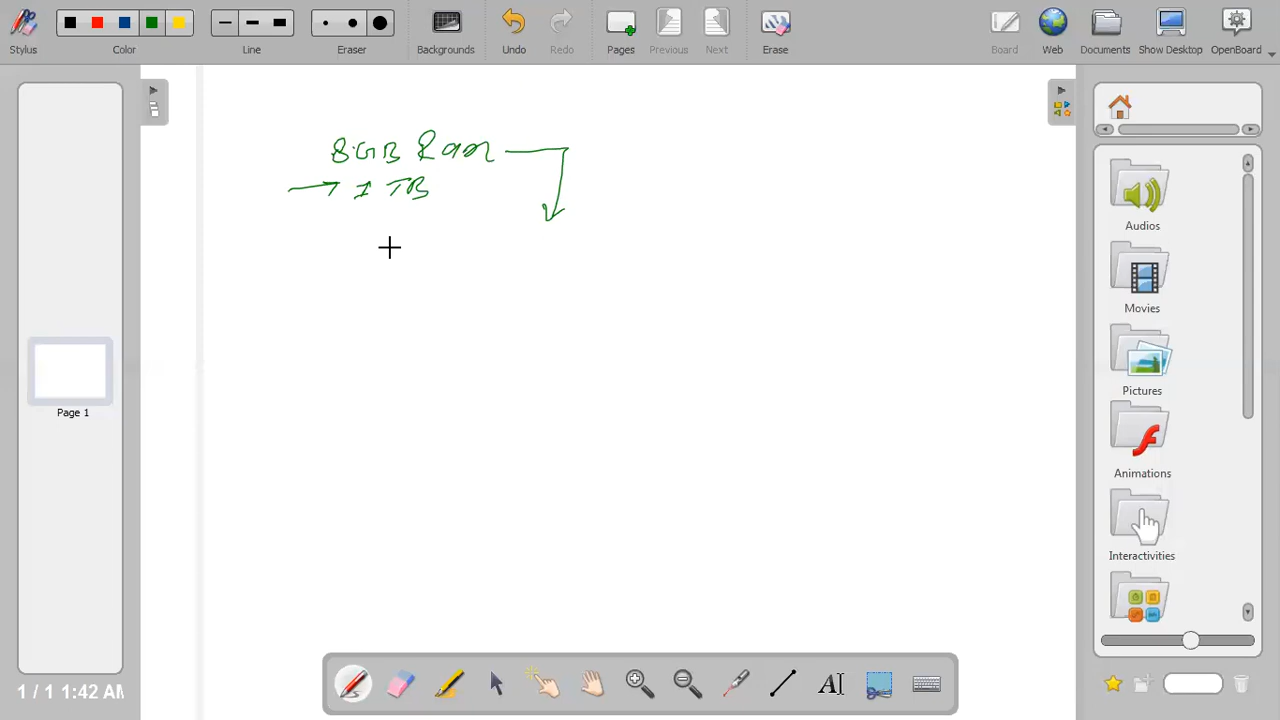 Stylus Color Line Eraser Backgrounds Undo Redo Pages Previous Next Erase Board Web Documents Show Desktop OpenBoard
8GB Ram
1 TB
Audios
Movies
Pictures
Animations
Interactivities
Page 1
1 / 1 1:42 AM
AI